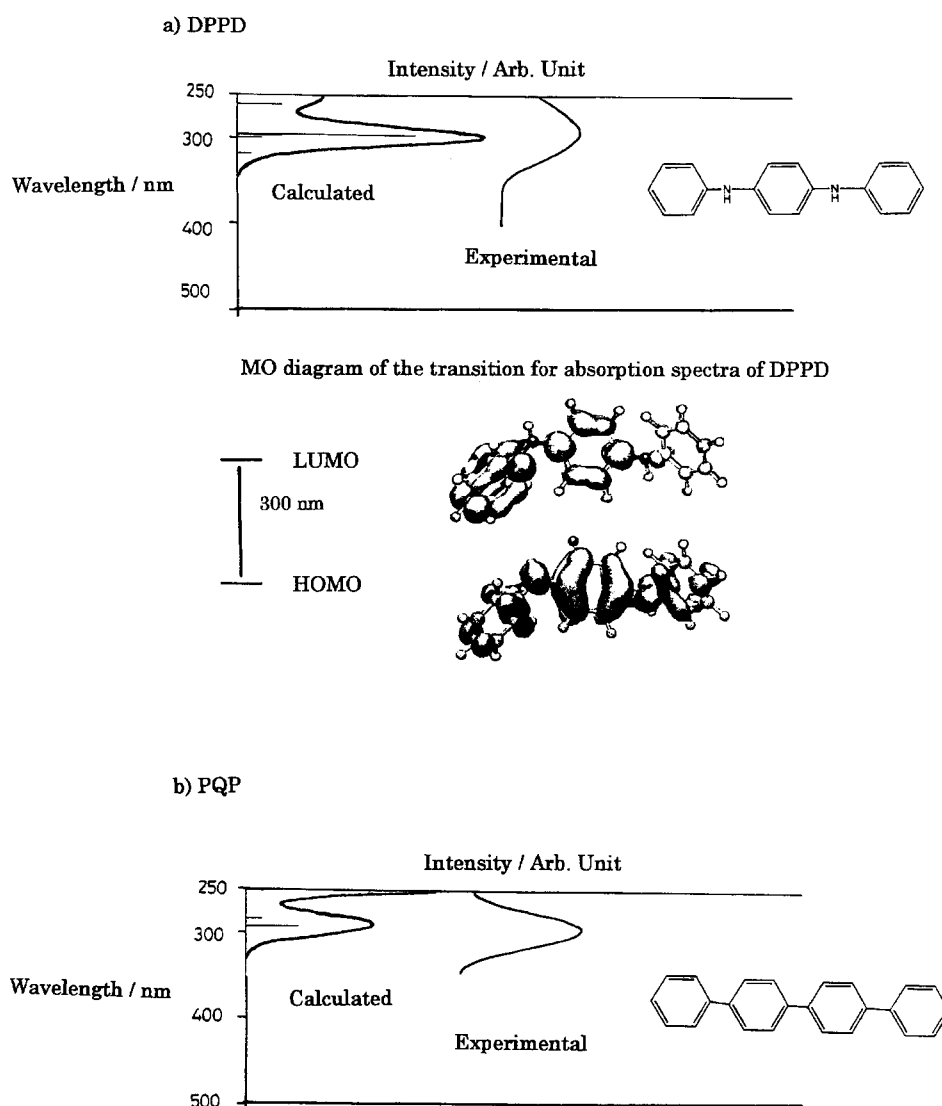 a) DPPD
Intensity / Arb. Unit
250
300
Wavelength / nm
Calculated
400
Experimental
500
N
H
H
N
MO diagram of the transition for absorption spectra of DPPD
LUMO
300 nm
HOMO
b) PQP
Intensity / Arb. Unit
250
300
Wavelength / nm
Calculated
400
Experimental
500